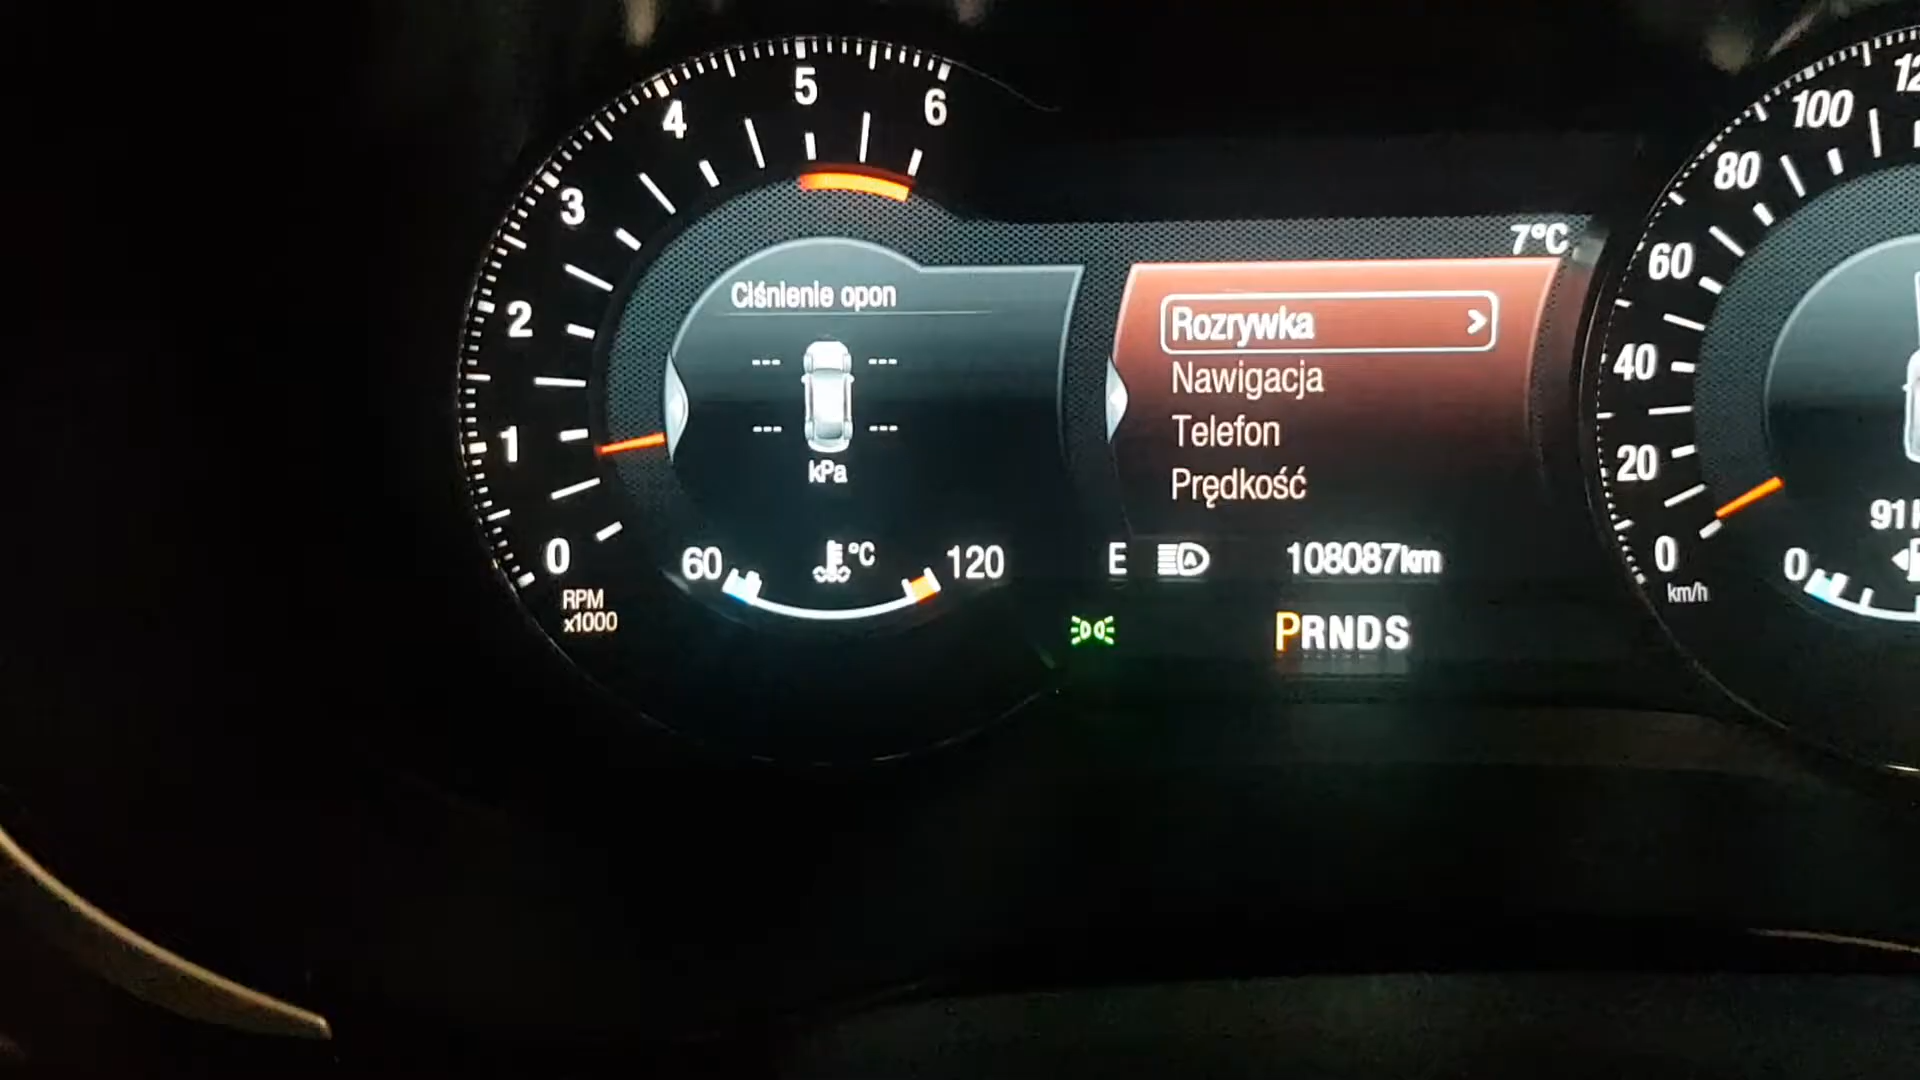 0
1
2
3
4
5
6
RPM
x1000
Ciśnienie opon
--- ---
--- ---
kPa
60 °C 120
7°C
Rozrywka >
Nawigacja
Telefon
Prędkość
E 108087km
PRNDS
0
20
40
60
80
100
km/h
91
0